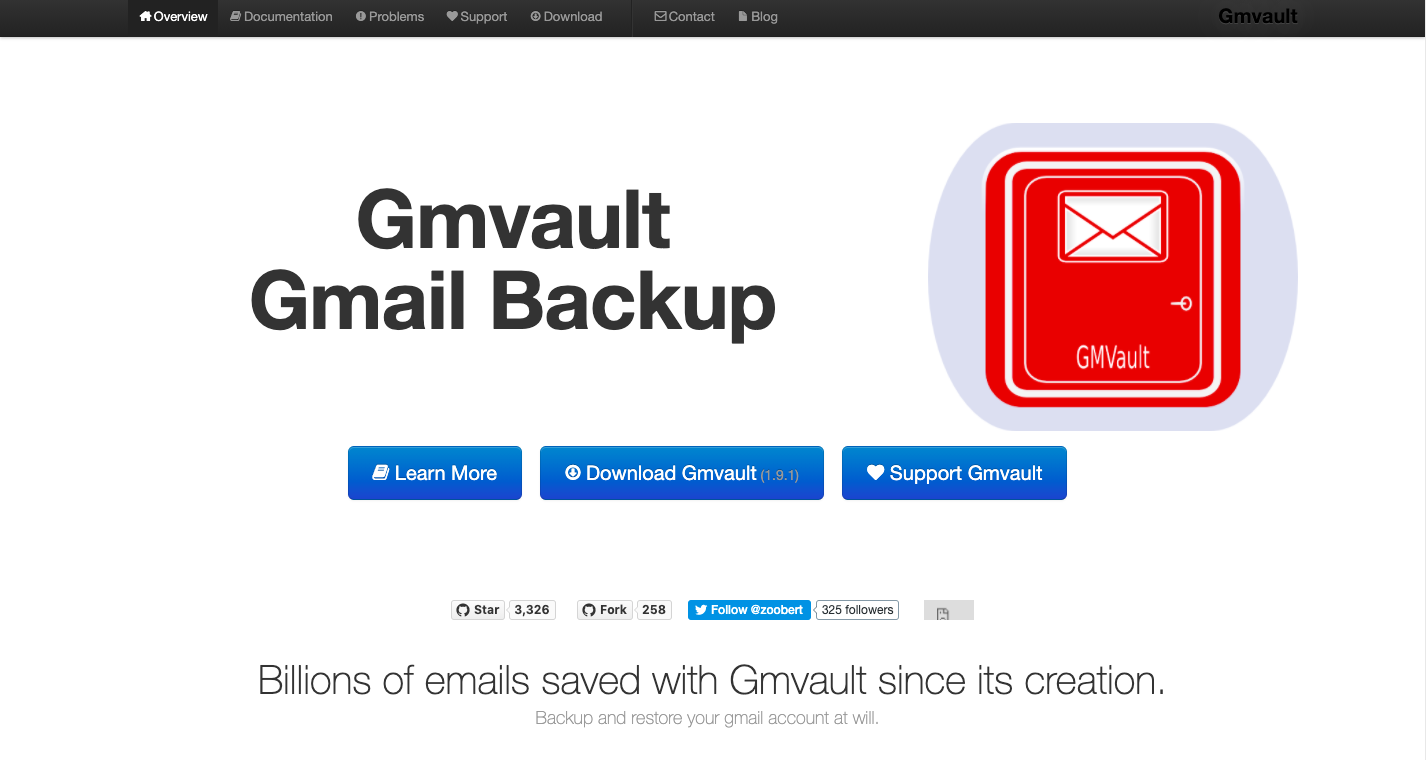 Overview Documentation Problems Support Download Contact Blog Gmvault
Gmvault
Gmail Backup
GMVault
Learn More Download Gmvault (1.9.1) Support Gmvault
Star 3,326 Fork 258 Follow @zoobert 325 followers
Billions of emails saved with Gmvault since its creation.
Backup and restore your gmail account at will.